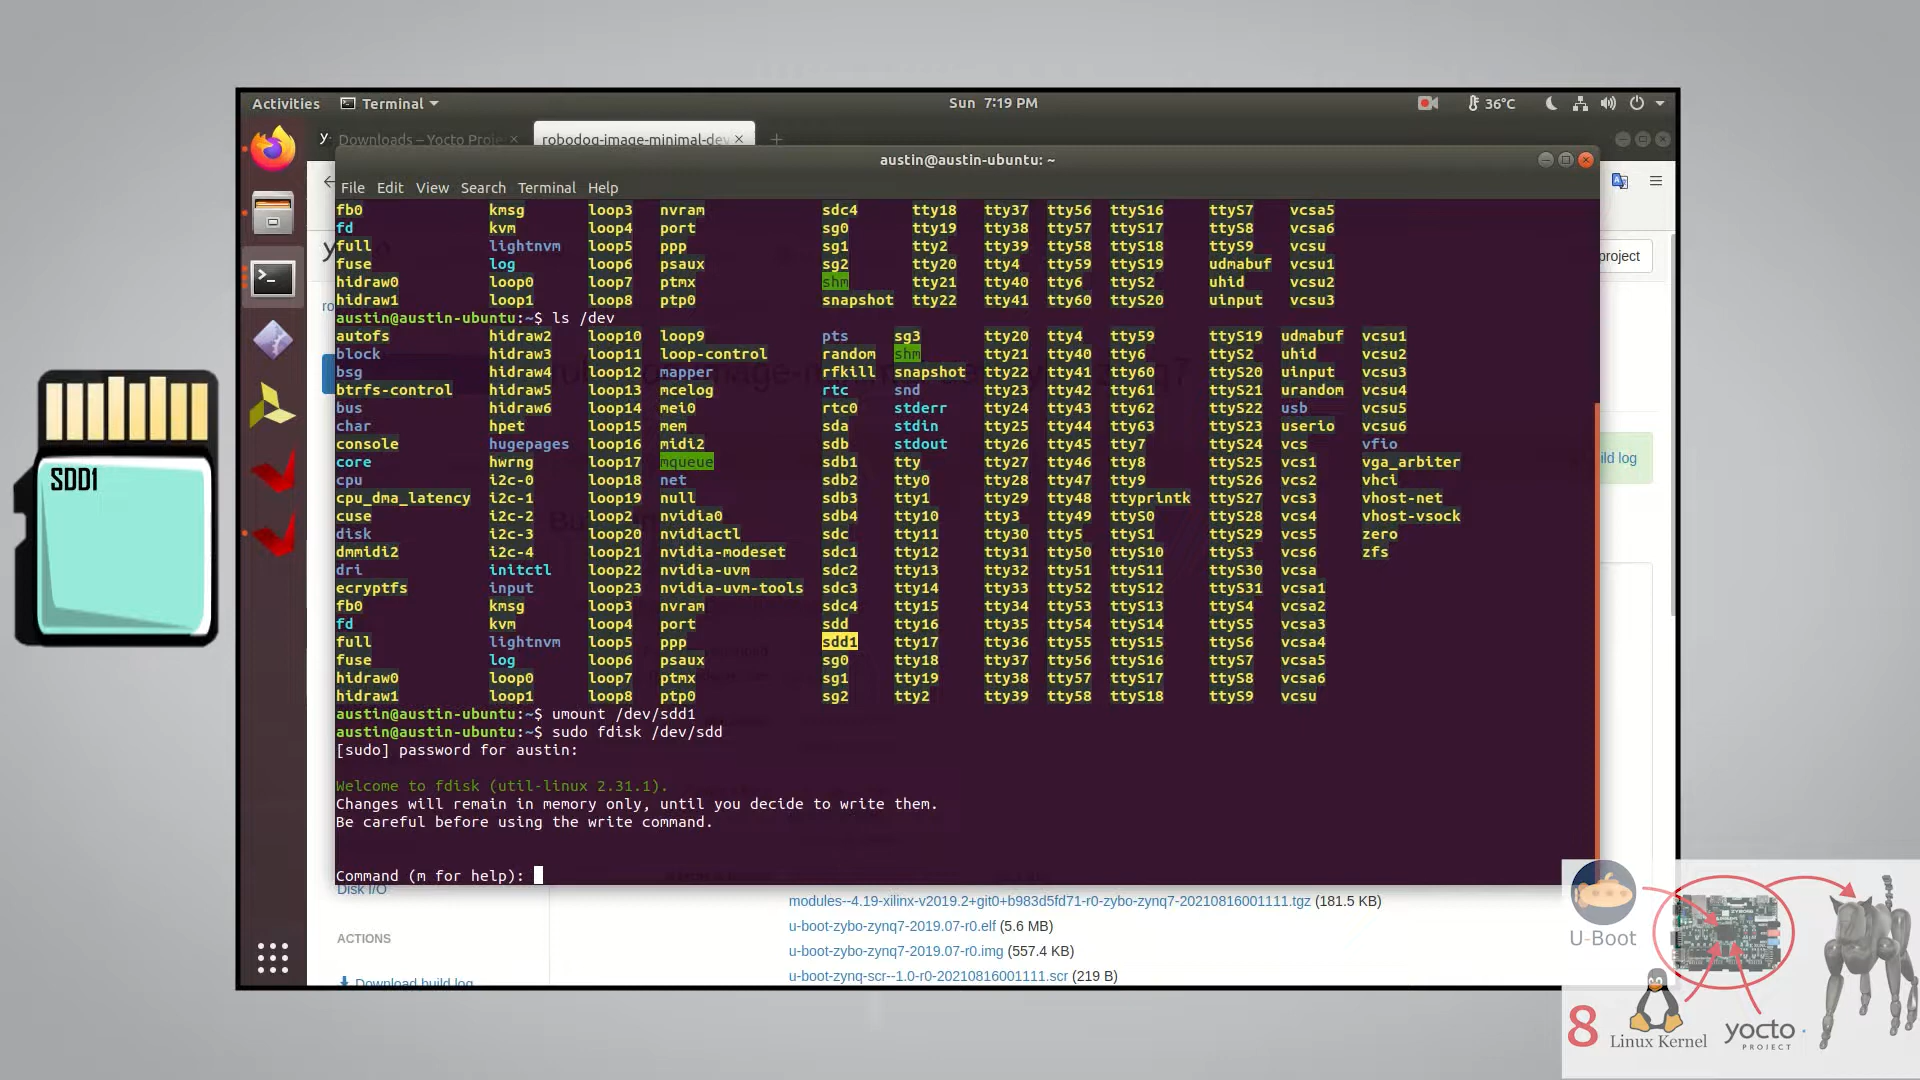 Activities Terminal Sun 7:19 PM 36°C
Downloads – Yocto Proje × robodog-image-minimal-dev × +
austin@austin-ubuntu: ~
File Edit View Search Terminal Help
fb0 kmsg loop3 nvram sdc4 tty18 tty37 tty56 ttyS16 ttyS7 vcsa5
fd kvm loop4 port sg0 tty19 tty38 tty57 ttyS17 ttyS8 vcsa6
full lightnvm loop5 ppp sg1 tty2 tty39 tty58 ttyS18 ttyS9 vcsu
fuse log loop6 psaux sg2 tty20 tty4 tty59 ttyS19 udmabuf vcsu1
hidraw0 loop0 loop7 ptmx shm tty21 tty40 tty6 ttyS2 uhid vcsu2
hidraw1 loop1 loop8 ptp0 snapshot tty22 tty41 tty60 ttyS20 uinput vcsu3
project
austin@austin-ubuntu:~$ ls /dev
autofs hidraw2 loop10 loop9 pts sg3 tty20 tty4 tty59 ttyS19 udmabuf vcsu1
block hidraw3 loop11 loop-control random shm tty21 tty40 tty6 ttyS2 uhid vcsu2
bsg hidraw4 loop12 mapper rfkill snapshot tty22 tty41 tty60 ttyS20 uinput vcsu3
btrfs-control hidraw5 loop13 mcelog rtc snd tty23 tty42 tty61 ttyS21 urandom vcsu4
bus hidraw6 loop14 mei0 rtc0 stderr tty24 tty43 tty62 ttyS22 usb vcsu5
char hpet loop15 mem sda stdin tty25 tty44 tty63 ttyS23 userio vcsu6
console hugepages loop16 midi2 sdb stdout tty26 tty45 tty7 ttyS24 vcs vfio
core hwrng loop17 mqueue sdb1 tty tty27 tty46 tty8 ttyS25 vcs1 vga_arbiter
cpu i2c-0 loop18 net sdb2 tty0 tty28 tty47 tty9 ttyS26 vcs2 vhci
cpu_dma_latency i2c-1 loop19 null sdb3 tty1 tty29 tty48 ttyprintk ttyS27 vcs3 vhost-net
cuse i2c-2 loop2 nvidia0 sdb4 tty10 tty3 tty49 ttyS0 ttyS28 vcs4 vhost-vsock
disk i2c-3 loop20 nvidiactl sdc tty11 tty30 tty5 ttyS1 ttyS29 vcs5 zero
dmmidi2 i2c-4 loop21 nvidia-modeset sdc1 tty12 tty31 tty50 ttyS10 ttyS3 vcs6 zfs
dri initctl loop22 nvidia-uvm sdc2 tty13 tty32 tty51 ttyS11 ttyS30 vcsa
ecryptfs input loop23 nvidia-uvm-tools sdc3 tty14 tty33 tty52 ttyS12 ttyS31 vcsa1
fb0 kmsg loop3 nvram sdc4 tty15 tty34 tty53 ttyS13 ttyS4 vcsa2
fd kvm loop4 port sdd tty16 tty35 tty54 ttyS14 ttyS5 vcsa3
full lightnvm loop5 ppp sdd1 tty17 tty36 tty55 ttyS15 ttyS6 vcsa4
fuse log loop6 psaux sg0 tty18 tty37 tty56 ttyS16 ttyS7 vcsa5
hidraw0 loop0 loop7 ptmx sg1 tty19 tty38 tty57 ttyS17 ttyS8 vcsa6
hidraw1 loop1 loop8 ptp0 sg2 tty2 tty39 tty58 ttyS18 ttyS9 vcsu
SDD1
austin@austin-ubuntu:~$ umount /dev/sdd1
austin@austin-ubuntu:~$ sudo fdisk /dev/sdd
[sudo] password for austin:
Welcome to fdisk (util-linux 2.31.1).
Changes will remain in memory only, until you decide to write them.
Be careful before using the write command.
Command (m for help):
Disk I/O
modules--4.19-xilinx-v2019.2+git0+b983d5fd71-r0-zybo-zynq7-20210816001111.tgz (181.5 KB)
u-boot-zybo-zynq7-2019.07-r0.elf (5.6 MB)
ACTIONS
u-boot-zybo-zynq7-2019.07-r0.img (557.4 KB)
u-boot-zynq-scr--1.0-r0-20210816001111.scr (219 B)
Download build log
U-Boot
8
Linux Kernel
yocto
PROJECT